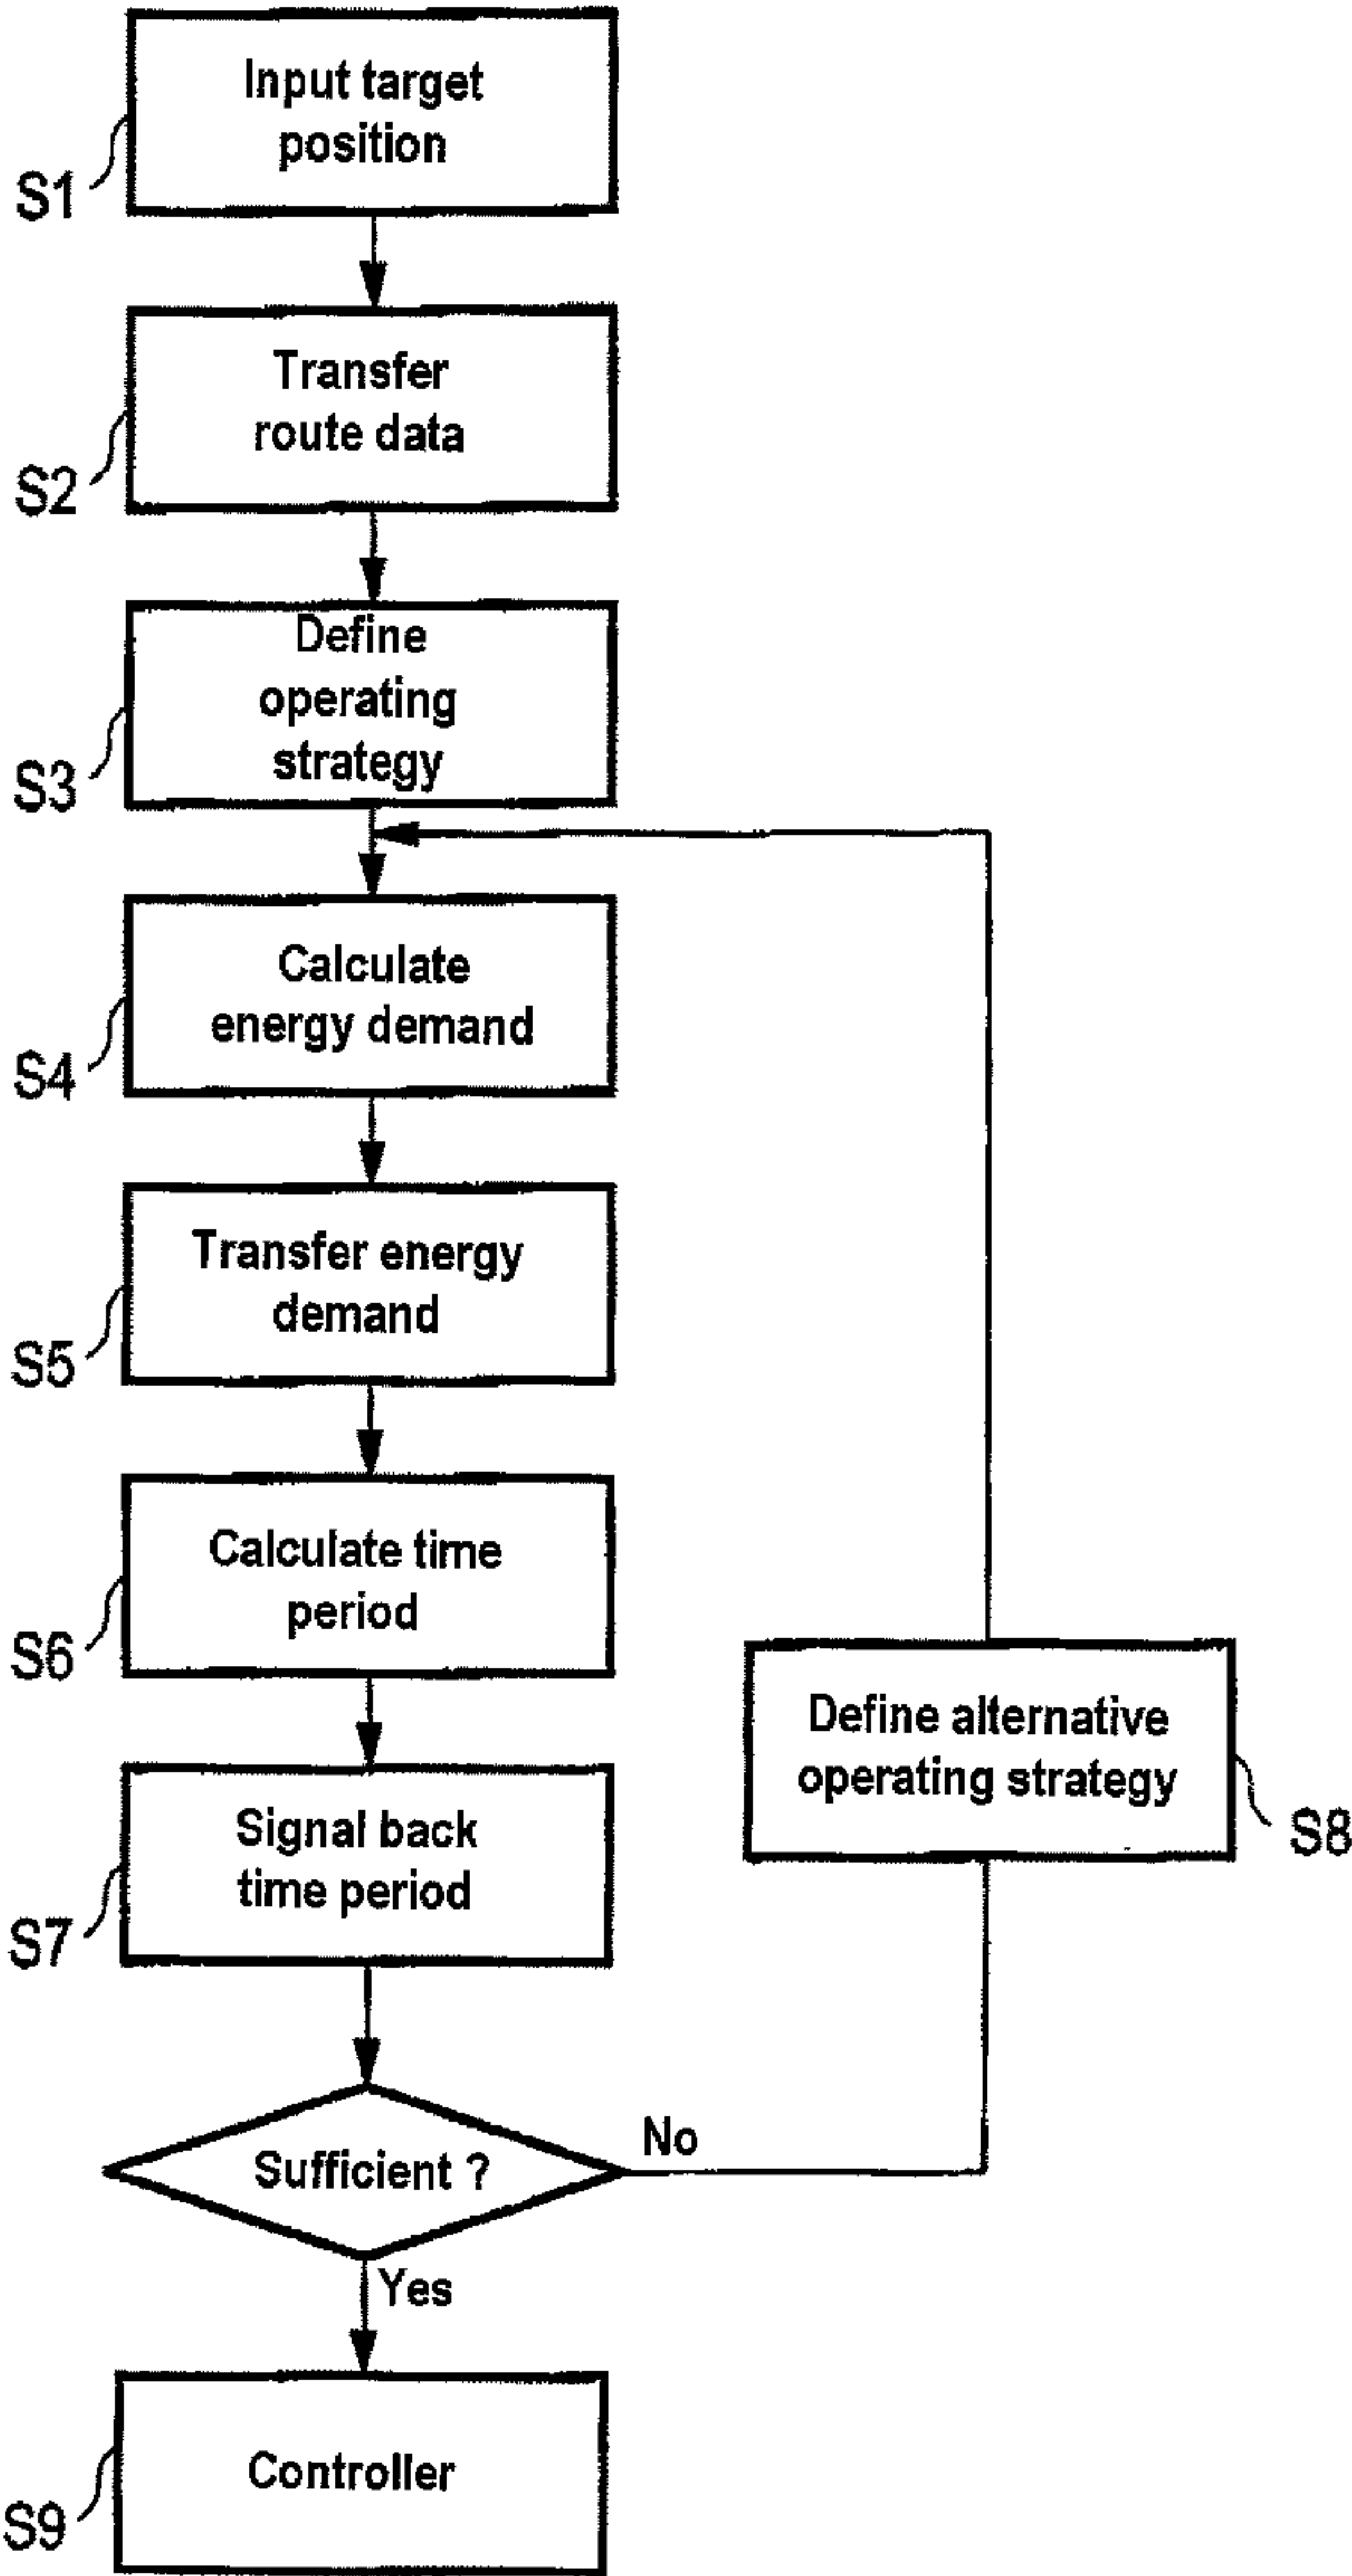 Input target
position
S1
Transfer
route data
S2
Define
operating
strategy
S3
Calculate
energy demand
S4
Transfer energy
demand
S5
Calculate time
period
S6
Define alternative
operating strategy
S8
Signal back
time period
S7
Sufficient ?
No
Yes
Controller
S9